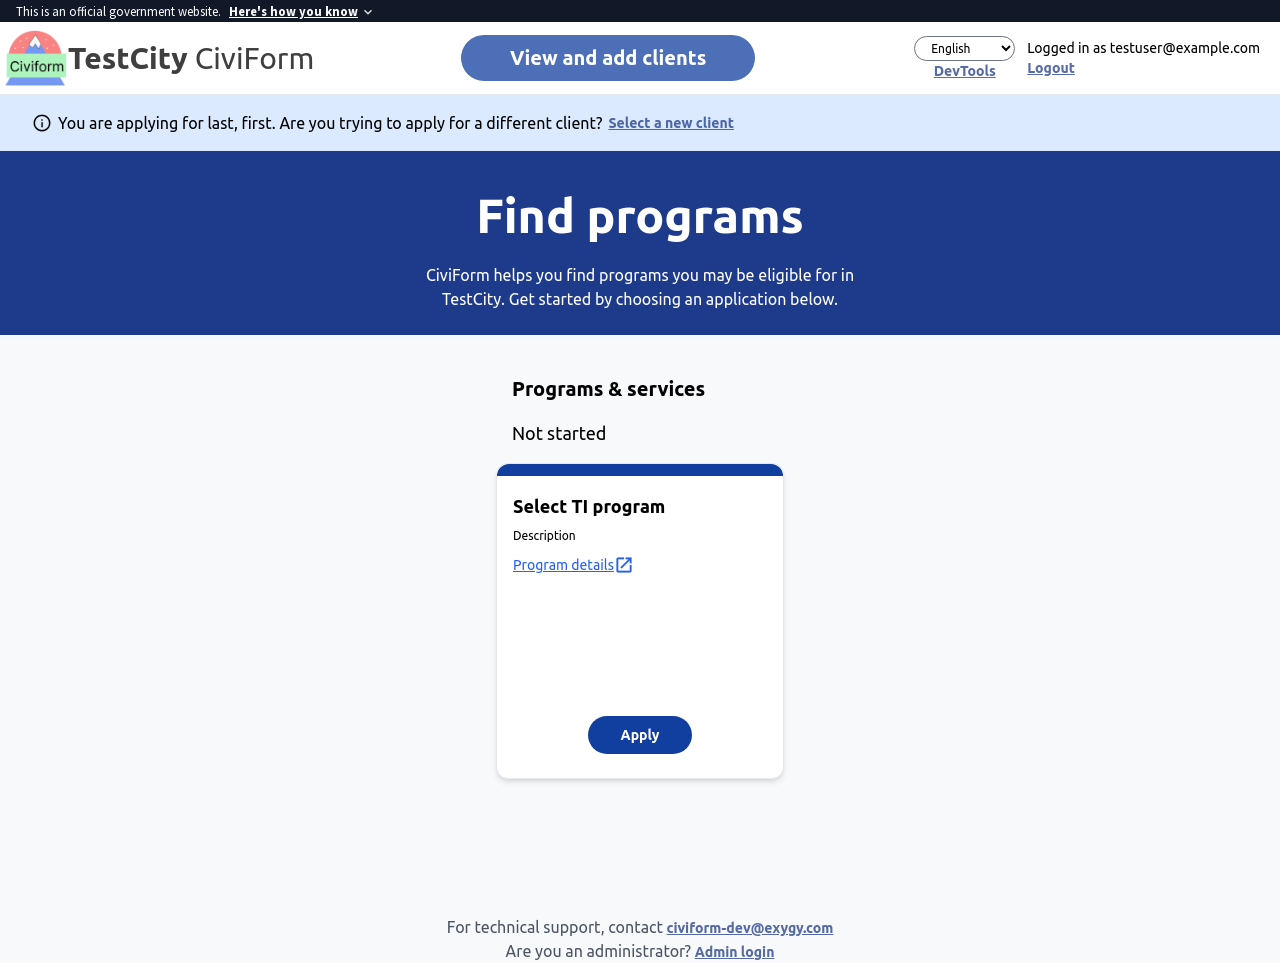 This is an official government website. Here's how you know
Civiform
TestCity CiviForm
View and add clients
English
DevTools
Logged in as testuser@example.com
Logout
You are applying for last, first. Are you trying to apply for a different client? Select a new client
Find programs
CiviForm helps you find programs you may be eligible for in
TestCity. Get started by choosing an application below.
Programs & services
Not started
Select TI program
Description
Program details
Apply
For technical support, contact civiform-dev@exygy.com
Are you an administrator? Admin login